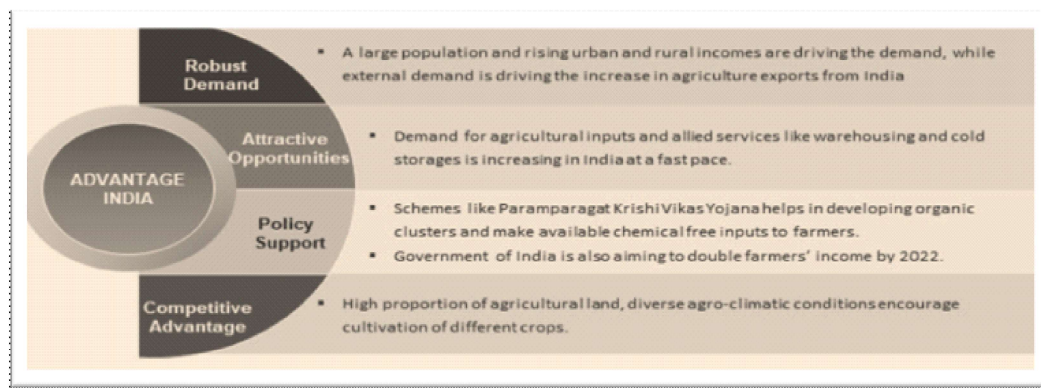 ADVANTAGE
INDIA
Robust
Demand
▪ A large population and rising urban and rural incomes are driving the demand, while
external demand is driving the increase in agriculture exports from India
Attractive
Opportunities
▪ Demand for agricultural inputs and allied services like warehousing and cold
storages is increasing in India at a fast pace.
Policy
Support
▪ Schemes like Paramparagat Krishi Vikas Yojana helps in developing organic
clusters and make available chemical free inputs to farmers.
▪ Government of India is also aiming to double farmers' income by 2022.
Competitive
Advantage
▪ High proportion of agricultural land, diverse agro-climatic conditions encourage
cultivation of different crops.